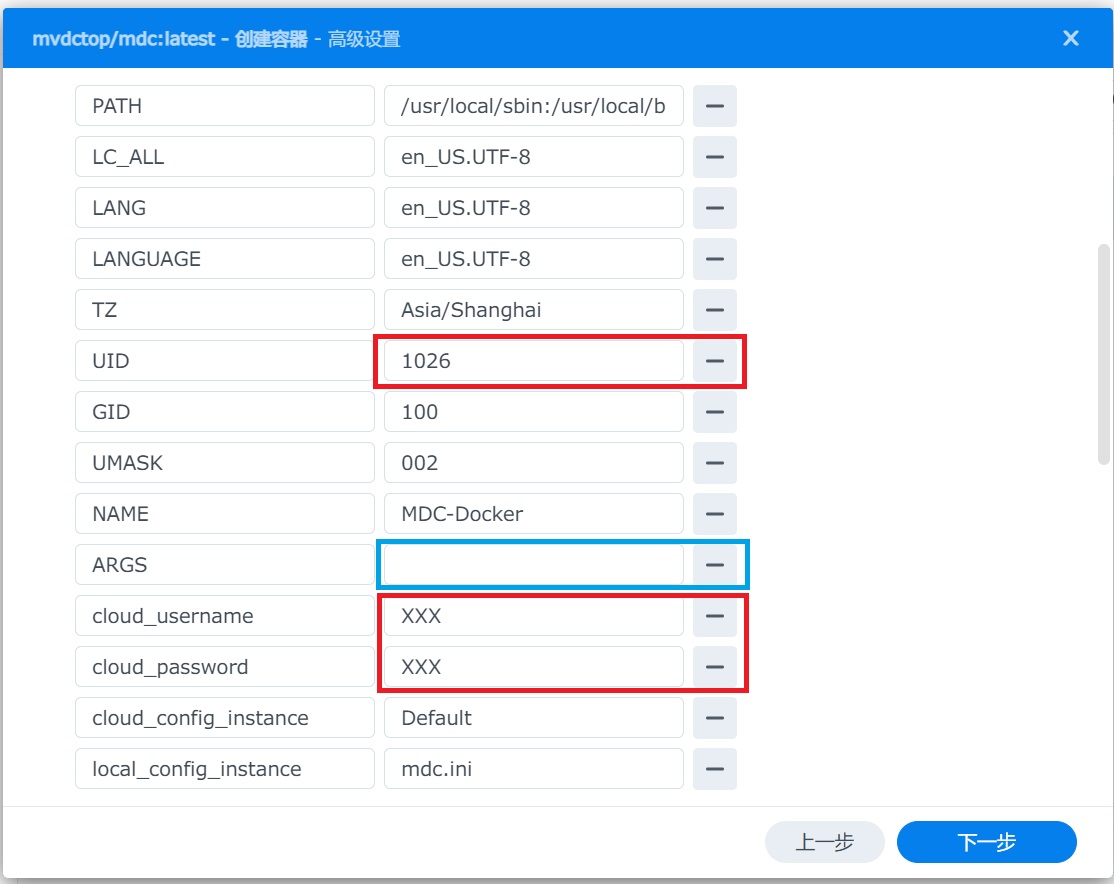 mvdctop/mdc:latest - 创建容器 - 高级设置
PATH /usr/local/sbin:/usr/local/b
LC_ALL en_US.UTF-8
LANG en_US.UTF-8
LANGUAGE en_US.UTF-8
TZ Asia/Shanghai
UID 1026
GID 100
UMASK 002
NAME MDC-Docker
ARGS
cloud_username XXX
cloud_password XXX
cloud_config_instance Default
local_config_instance mdc.ini
上一步 下一步